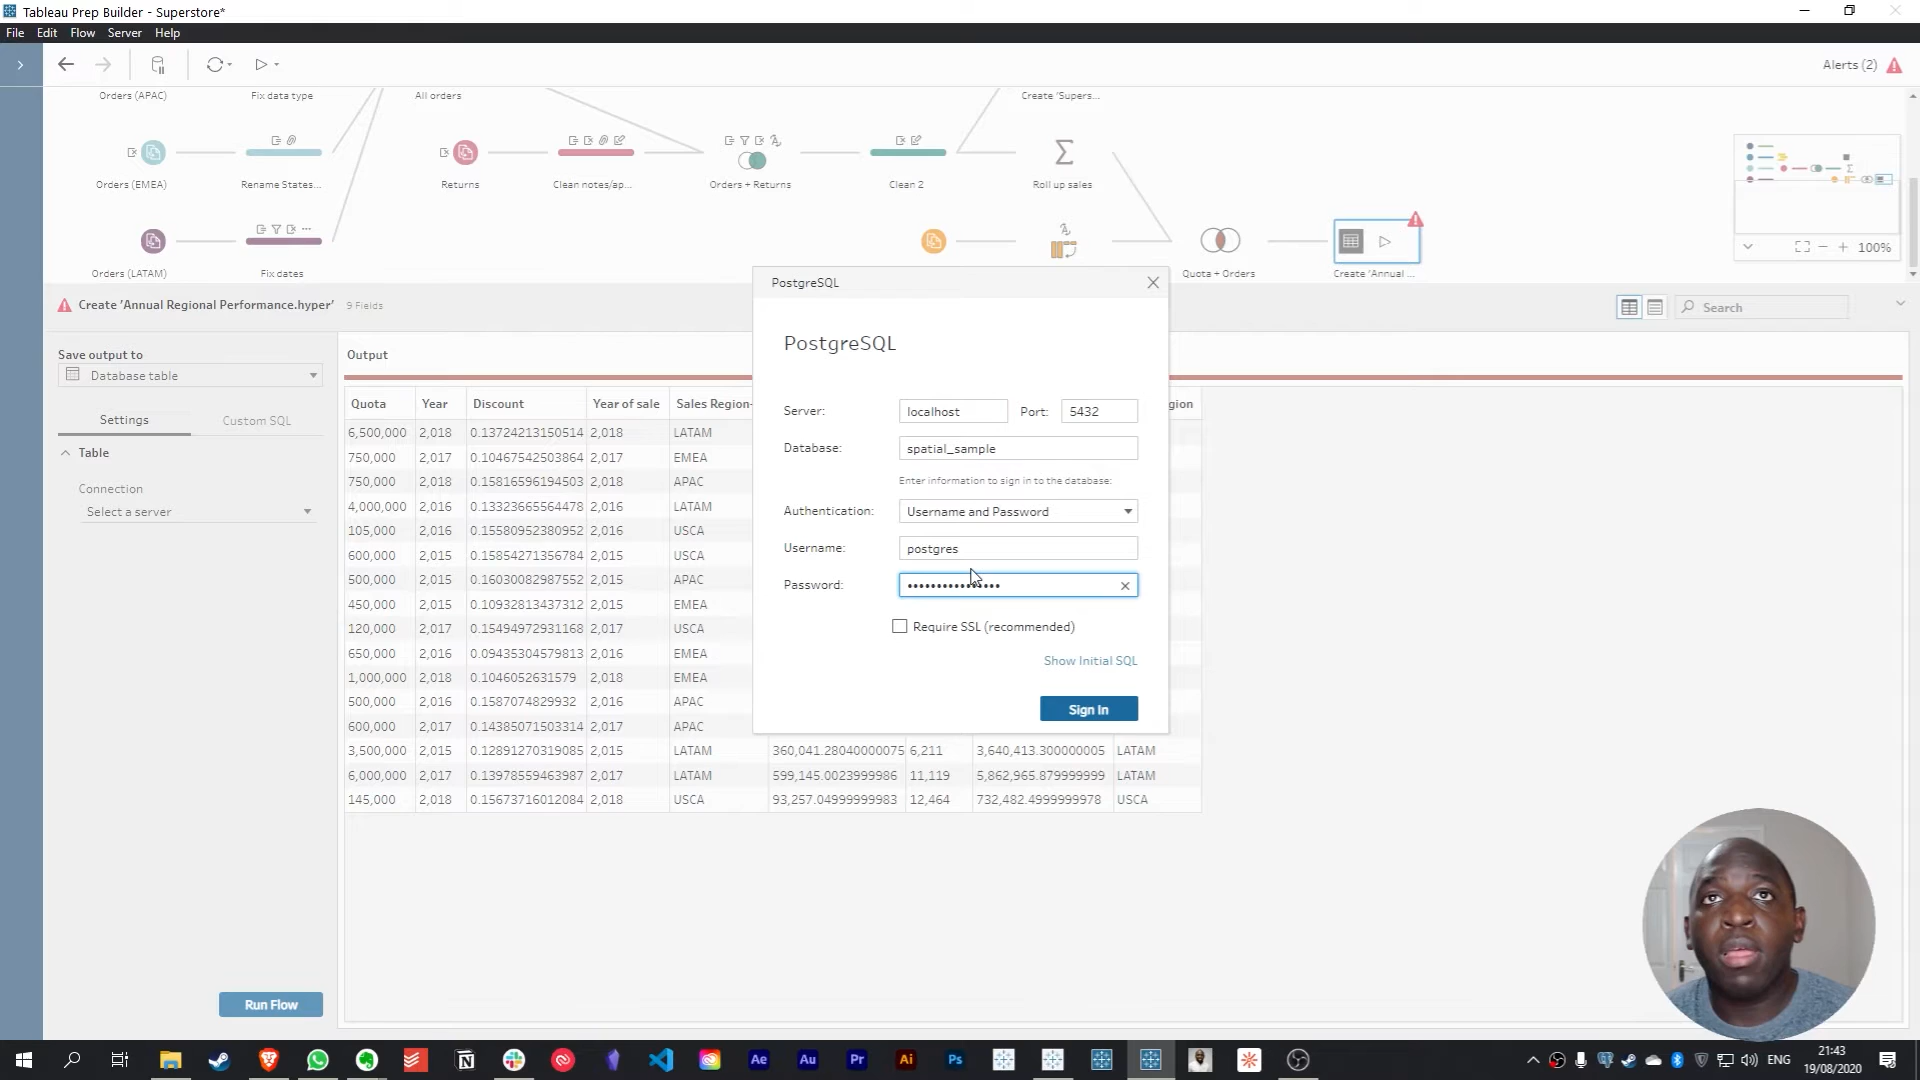 Tableau Prep Builder - Superstore*
File Edit Flow Server Help
Alerts (2)
Orders (APAC) Fix data type All orders Create 'Supers...
Orders (EMEA) Rename States... Returns Clean notes/ap... Orders + Returns Clean 2 Roll up sales
Orders (LATAM) Fix dates Quota + Orders Create 'Annual ...
100%
Create 'Annual Regional Performance.hyper' 9 Fields
Search
Save output to
Database table
Settings Custom SQL
Table
Connection
Select a server
Run Flow
Output
Quota Year Discount Year of sale Sales Region- gion
6,500,000 2,018 0.13724213150514 2,018 LATAM
750,000 2,017 0.10467542503864 2,017 EMEA
750,000 2,018 0.15816596194503 2,018 APAC
4,000,000 2,016 0.13323665564478 2,016 LATAM
105,000 2,016 0.15580952380952 2,016 USCA
600,000 2,015 0.15854271356784 2,015 USCA
500,000 2,015 0.16030082987552 2,015 APAC
450,000 2,015 0.10932813437312 2,015 EMEA
120,000 2,017 0.15494972931168 2,017 USCA
650,000 2,016 0.09435304579813 2,016 EMEA
1,000,000 2,018 0.1046052631579 2,018 EMEA
500,000 2,016 0.1587074829932 2,016 APAC
600,000 2,017 0.14385071503314 2,017 APAC
3,500,000 2,015 0.12891270319085 2,015 LATAM 360,041.28040000075 6,211 3,640,413.300000005 LATAM
6,000,000 2,017 0.13978559463987 2,017 LATAM 599,145.0023999986 11,119 5,862,965.879999999 LATAM
145,000 2,018 0.15673716012084 2,018 USCA 93,257.04999999983 12,464 732,482.4999999978 USCA
PostgreSQL
PostgreSQL
Server: localhost Port: 5432
Database: spatial_sample
Enter information to sign in to the database:
Authentication: Username and Password
Username: postgres
Password: ••••••••••••••••
Require SSL (recommended)
Show Initial SQL
Sign In
Ae Au Pr Ai Ps
ENG
21:43
19/08/2020